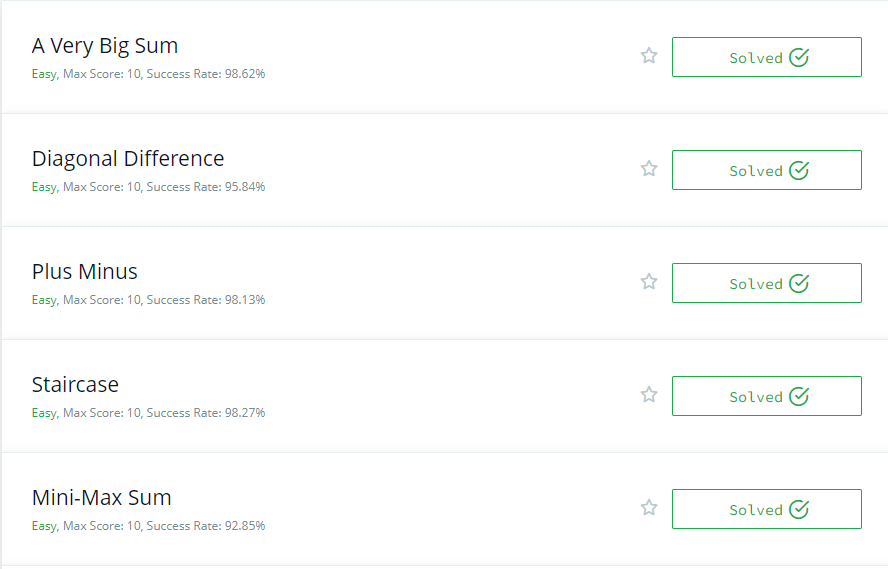 A Very Big Sum
Easy, Max Score: 10, Success Rate: 98.62%
Solved
Diagonal Difference
Easy, Max Score: 10, Success Rate: 95.84%
Solved
Plus Minus
Easy, Max Score: 10, Success Rate: 98.13%
Solved
Staircase
Easy, Max Score: 10, Success Rate: 98.27%
Solved
Mini-Max Sum
Easy, Max Score: 10, Success Rate: 92.85%
Solved